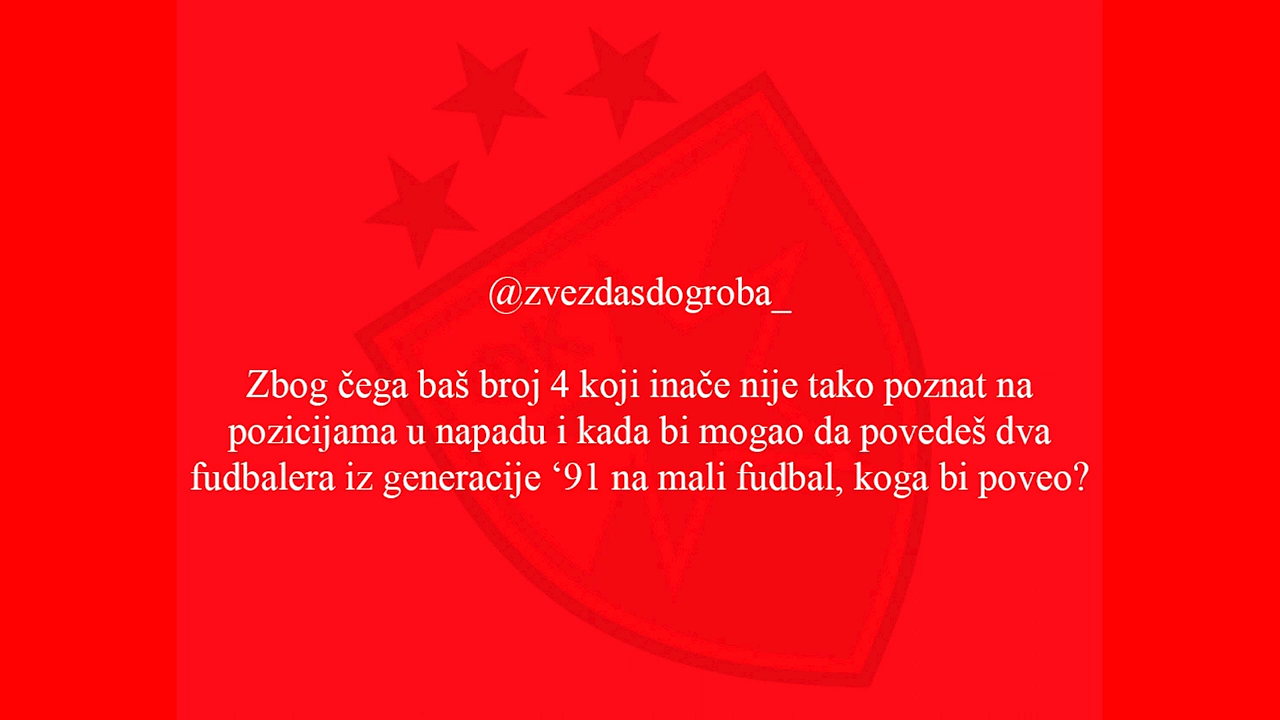 @zvezdasdogroba_
Zbog čega baš broj 4 koji inače nije tako poznat na
pozicijama u napadu i kada bi mogao da povedeš dva
fudbalera iz generacije ‘91 na mali fudbal, koga bi poveo?